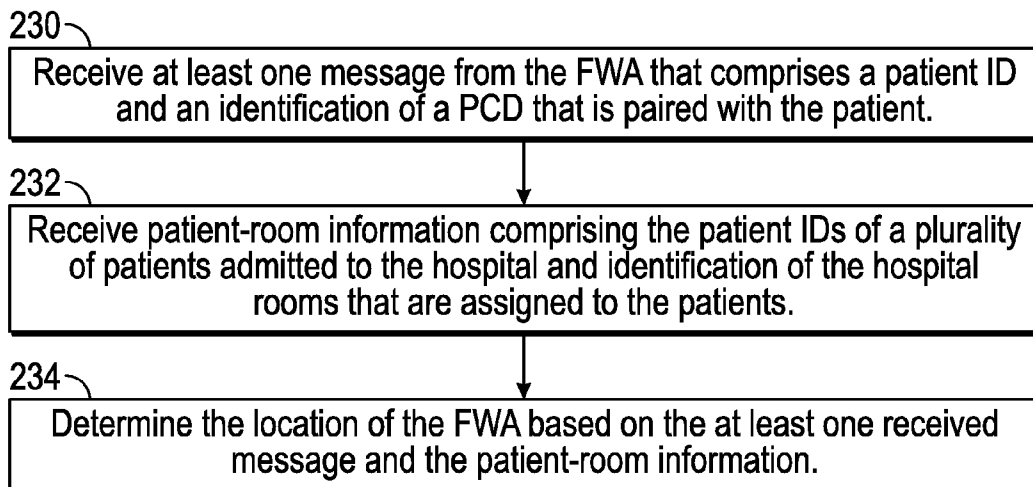 230
Receive at least one message from the FWA that comprises a patient ID
and an identification of a PCD that is paired with the patient.
232
Receive patient-room information comprising the patient IDs of a plurality
of patients admitted to the hospital and identification of the hospital
rooms that are assigned to the patients.
234
Determine the location of the FWA based on the at least one received
message and the patient-room information.